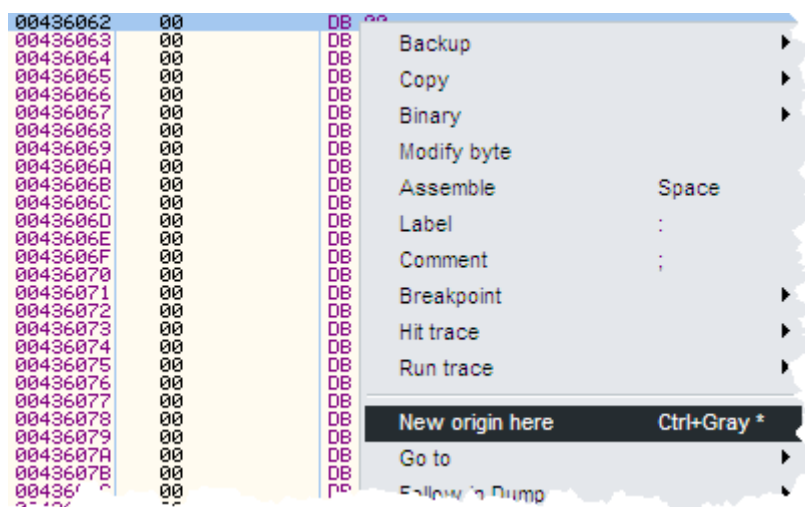 00436062 00 DB 00
00436063 00 DB Backup
00436064 00 DB
00436065 00 DB Copy
00436066 00 DB
00436067 00 DB Binary
00436068 00 DB
00436069 00 DB Modify byte
0043606A 00 DB
0043606B 00 DB Assemble Space
0043606C 00 DB
0043606D 00 DB Label :
0043606E 00 DB
0043606F 00 DB Comment ;
00436070 00 DB
00436071 00 DB Breakpoint
00436072 00 DB
00436073 00 DB Hit trace
00436074 00 DB
00436075 00 DB Run trace
00436076 00 DB
00436077 00 DB
00436078 00 DB New origin here Ctrl+Gray *
00436079 00 DB
0043607A 00 DB Go to
0043607B 00 DB
00 Follow in Dump